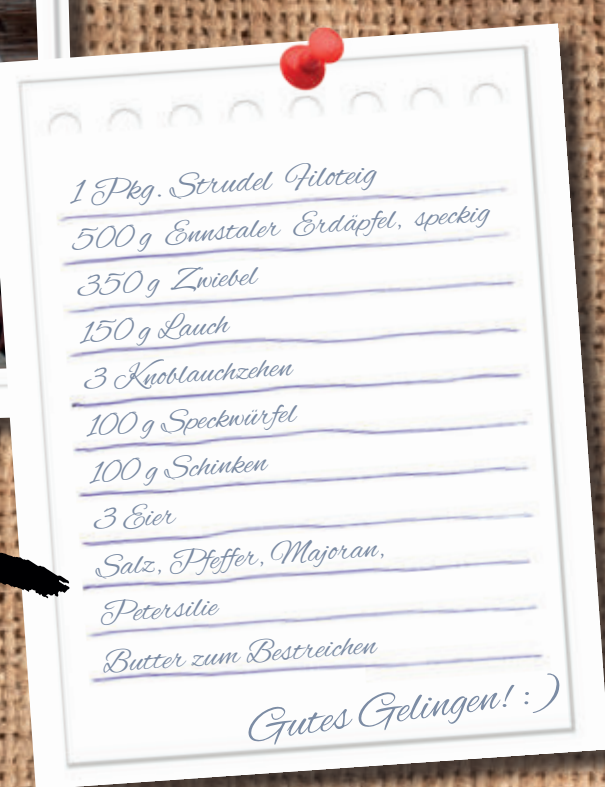 1 Pkg. Strudel Filoteig
500 g Ennstaler Erdäpfel, speckig
350 g Zwiebel
150 g Lauch
3 Knoblauchzehen
100 g Speckwürfel
100 g Schinken
3 Eier
Salz, Pfeffer, Majoran,
Petersilie
Butter zum Bestreichen
Gutes Gelingen! : )